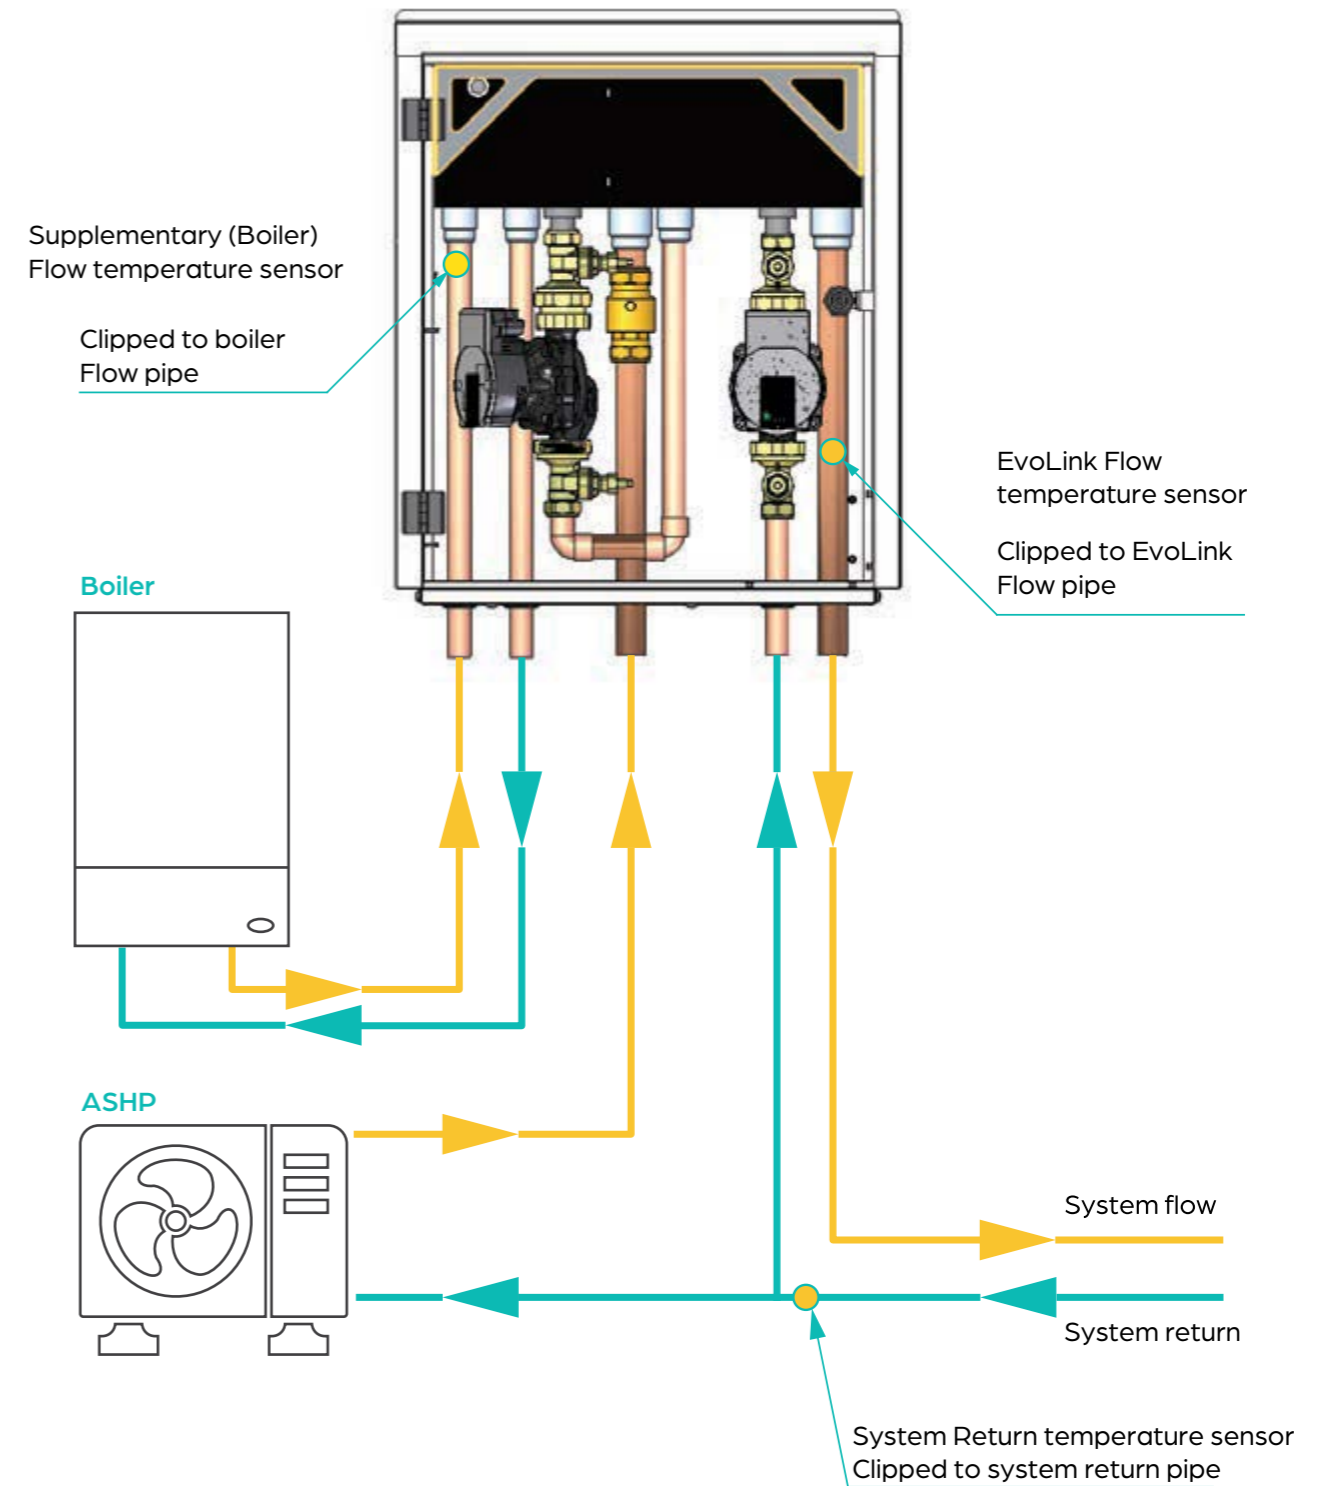 Supplementary (Boiler)
Flow temperature sensor
Clipped to boiler
Flow pipe
EvoLink Flow
temperature sensor
Clipped to EvoLink
Flow pipe
Boiler
ASHP
System flow
System return
System Return temperature sensor
Clipped to system return pipe